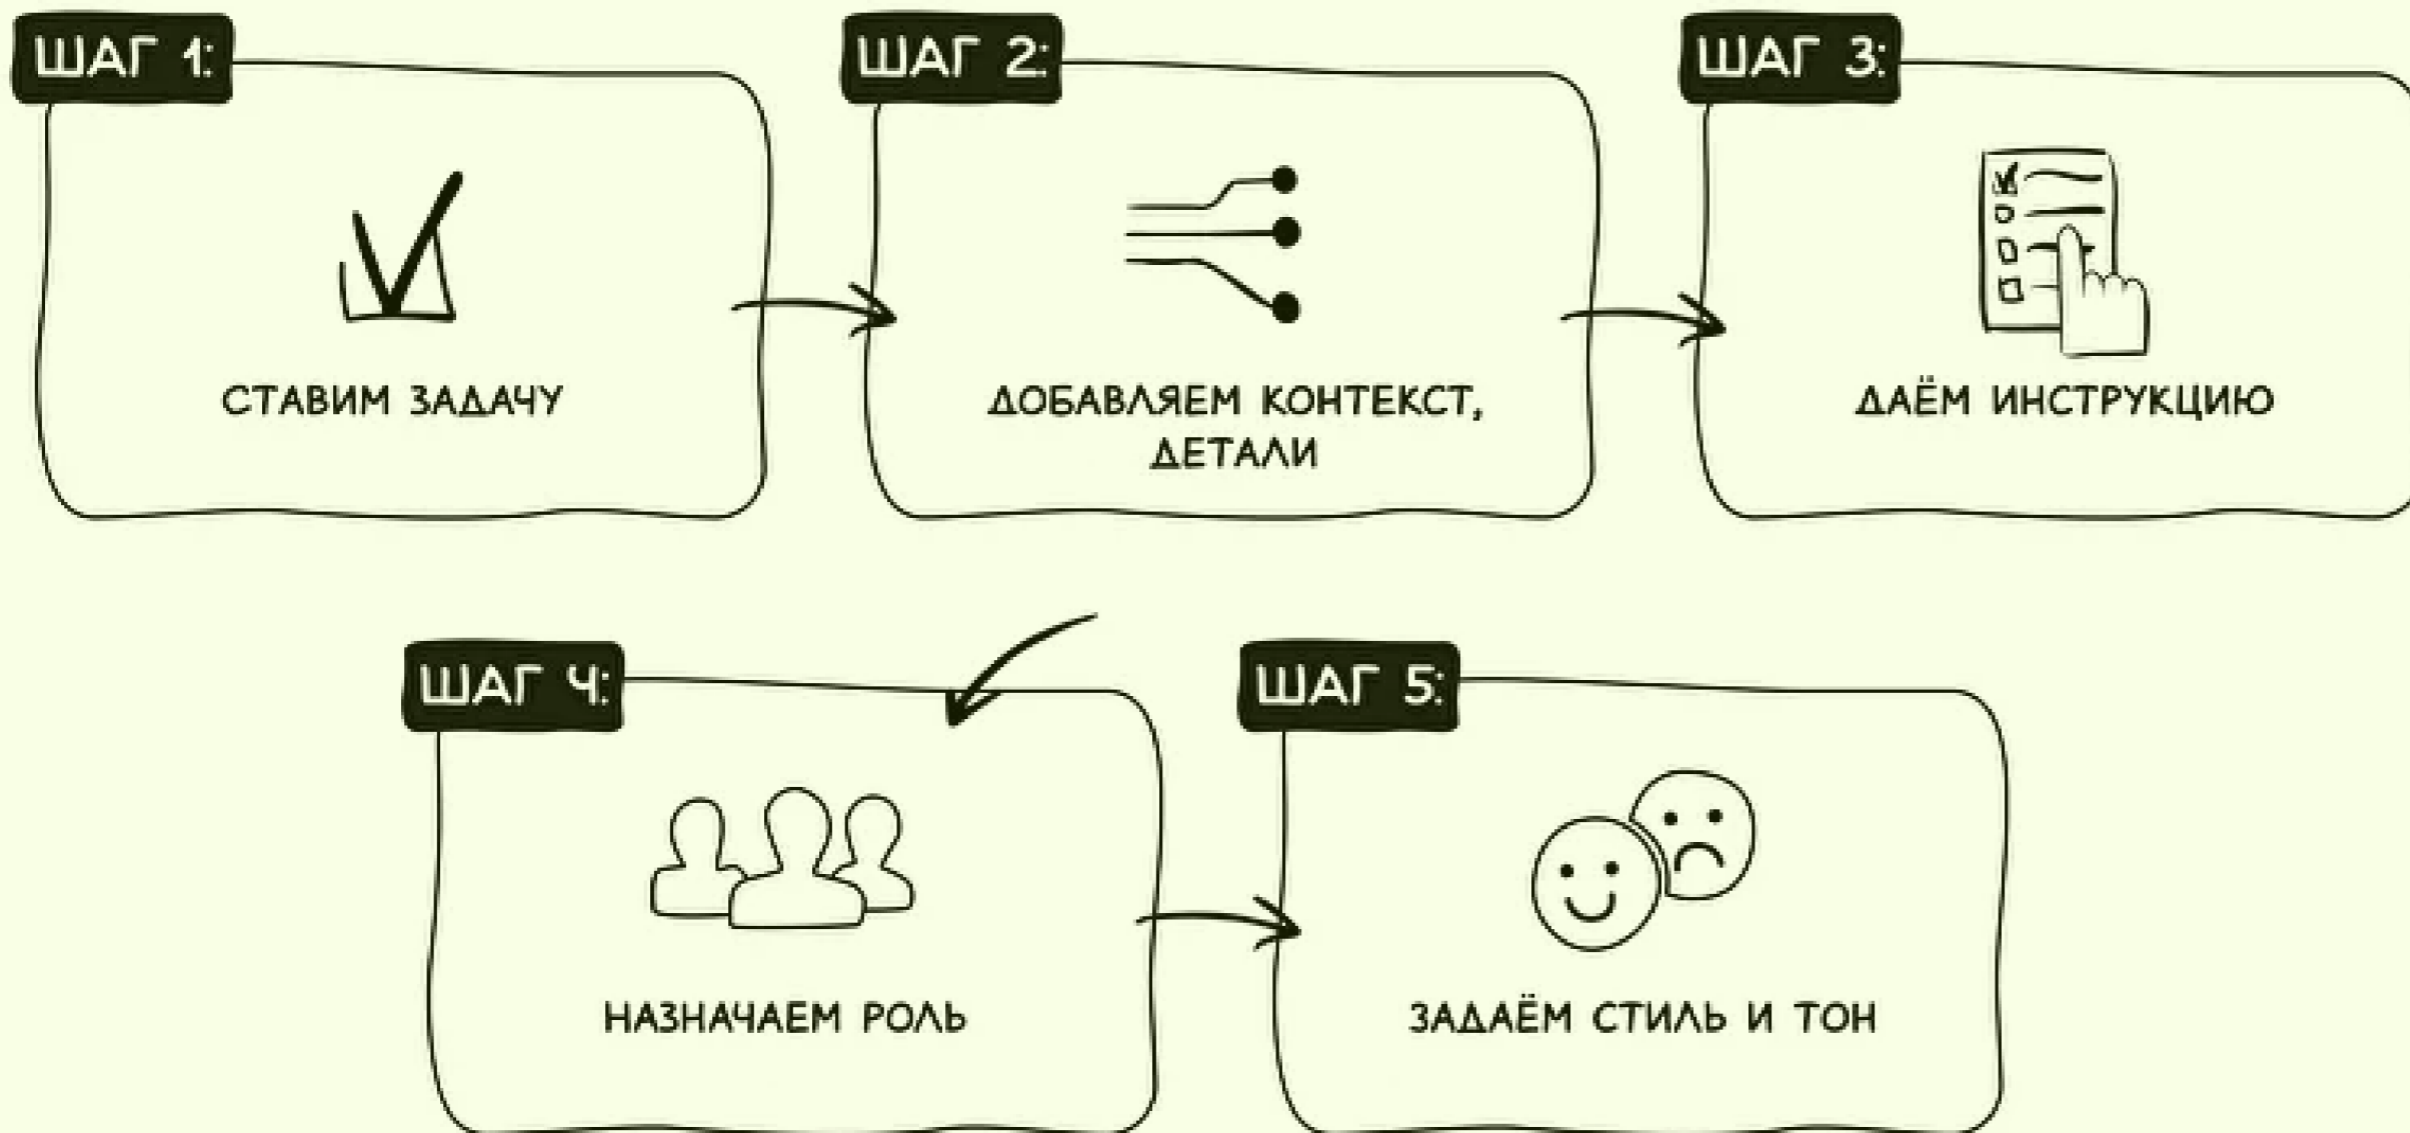 ШАГ 1:
СТАВИМ ЗАДАЧУ
ШАГ 2:
ДОБАВЛЯЕМ КОНТЕКСТ,
ДЕТАЛИ
ШАГ 3:
ДАЁМ ИНСТРУКЦИЮ
ШАГ 4:
НАЗНАЧАЕМ РОЛЬ
ШАГ 5:
ЗАДАЁМ СТИЛЬ И ТОН